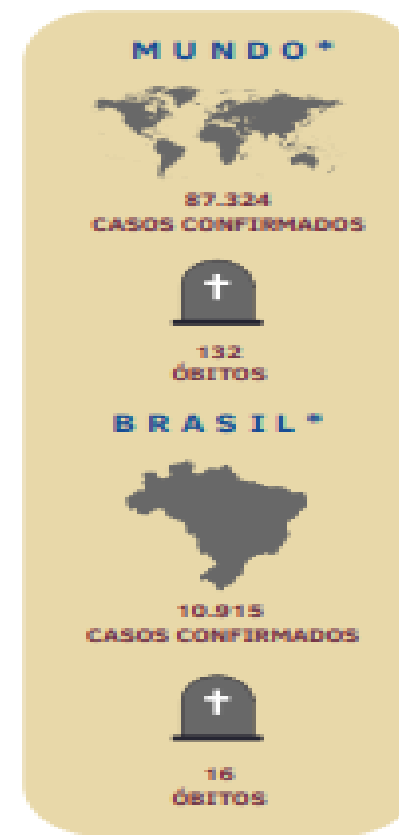 MUNDO*
87.324
CASOS CONFIRMADOS
132
ÓBITOS
BRASIL*
10.915
CASOS CONFIRMADOS
16
ÓBITOS